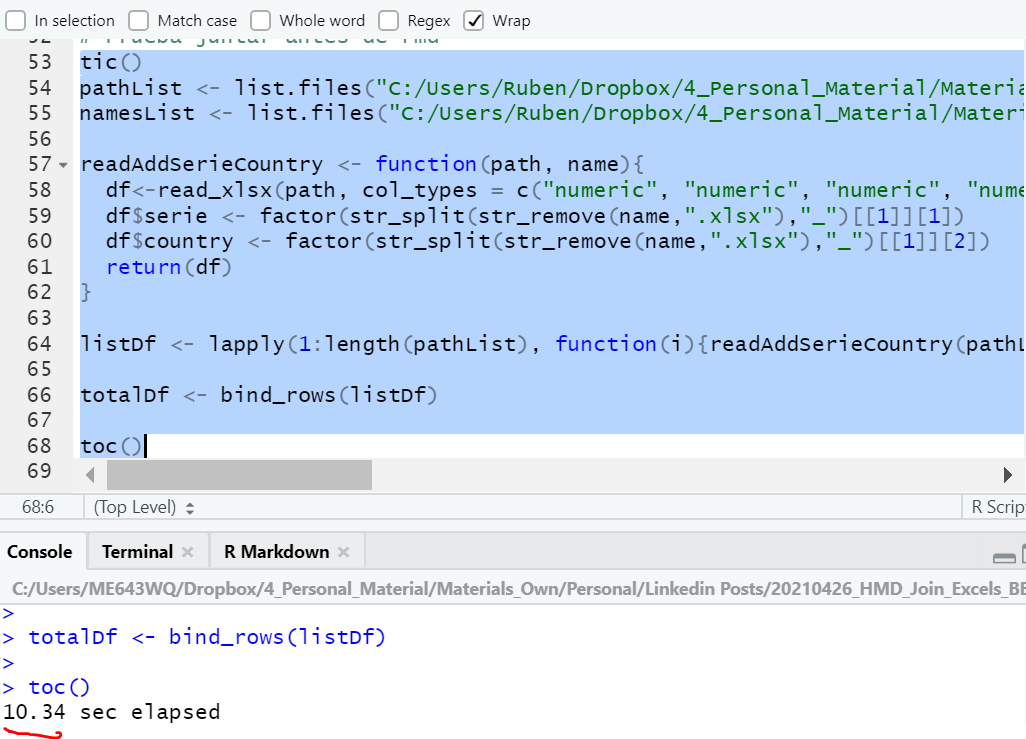 In selection Match case Whole word Regex Wrap
52 # Prueba juntar antes de rmd
53 tic()
54 pathList <- list.files("C:/Users/Ruben/Dropbox/4_Personal_Material/Materia
55 namesList <- list.files("C:/Users/Ruben/Dropbox/4_Personal_Material/Materi
56
57 readAddSerieCountry <- function(path, name){
58 df<-read_xlsx(path, col_types = c("numeric", "numeric", "numeric", "nume
59 df$serie <- factor(str_split(str_remove(name,".xlsx"),"_")[[1]][1])
60 df$country <- factor(str_split(str_remove(name,".xlsx"),"_")[[1]][2])
61 return(df)
62 }
63
64 listDf <- lapply(1:length(pathList), function(i){readAddSerieCountry(pathL
65
66 totalDf <- bind_rows(listDf)
67
68 toc()
69
68:6 (Top Level) R Scrip
Console Terminal R Markdown
C:/Users/ME643WQ/Dropbox/4_Personal_Material/Materials_Own/Personal/Linkedin Posts/20210426_HMD_Join_Excels_BE
>
> totalDf <- bind_rows(listDf)
>
> toc()
10.34 sec elapsed